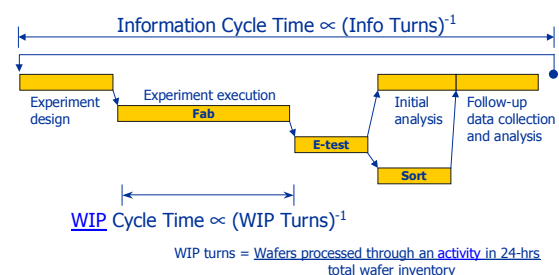 Information Cycle Time ∝ (Info Turns)-1
Experiment
design
Experiment execution
Fab
E-test
Initial
analysis
Follow-up
data collection
and analysis
Sort
WIP Cycle Time ∝ (WIP Turns)-1
WIP turns = Wafers processed through an activity in 24-hrs
total wafer inventory